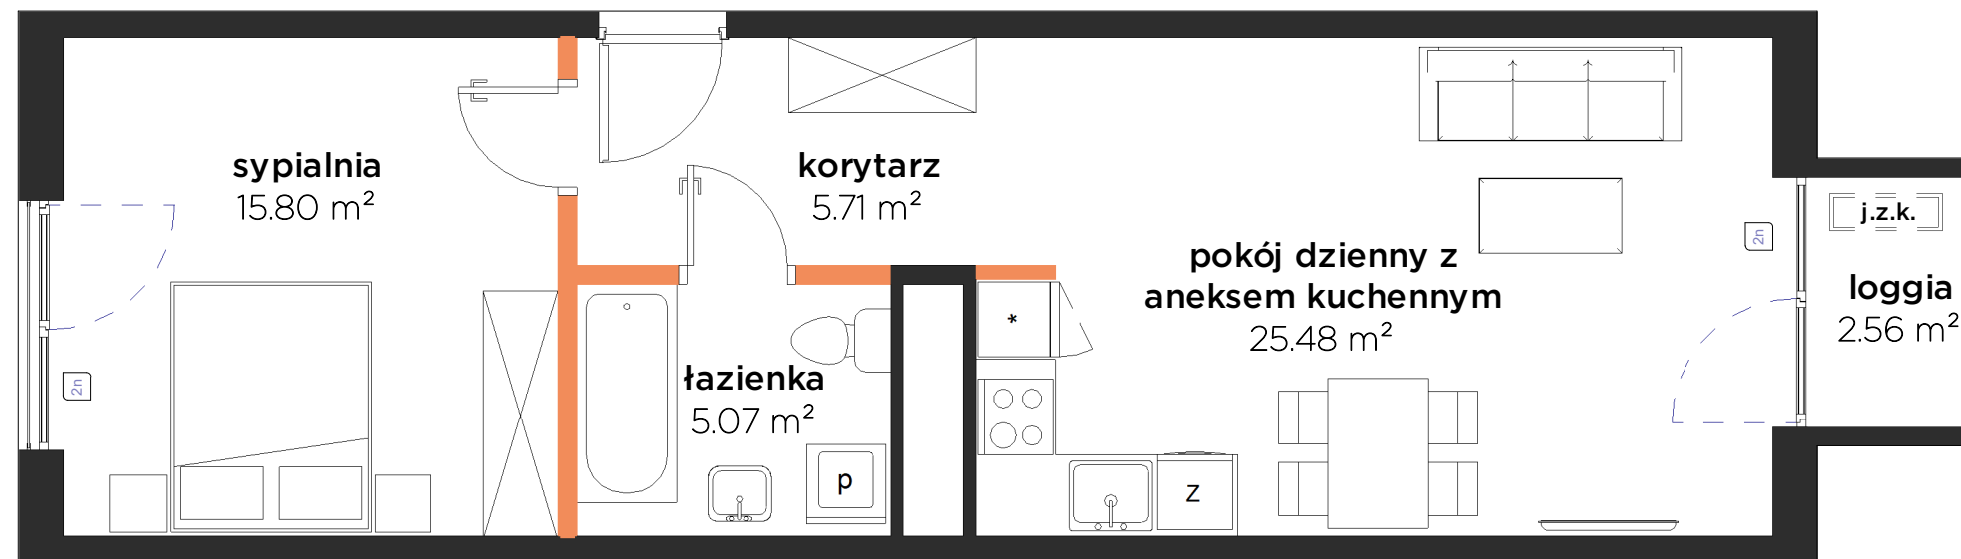 sypialnia
15.80 m²
korytarz
5.71 m²
j.z.k.
2n
pokój dzienny z
aneksem kuchennym
25.48 m²
loggia
2.56 m²
*
2n
łazienka
5.07 m²
p
z